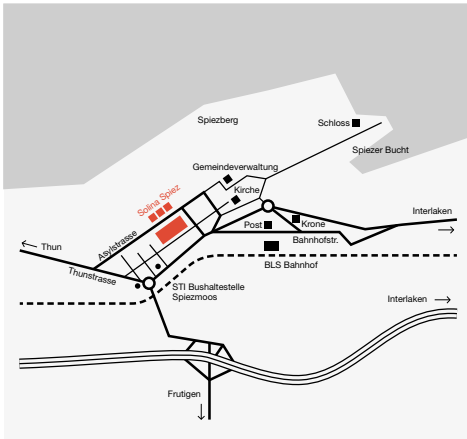 Spiezberg
Schloss
Spiezer Bucht
Gemeindeverwaltung
Kirche
Solina Spiez
Asylstrasse
Post
Krone
Interlaken
Bahnhofstr.
Thun
Thunstrasse
BLS Bahnhof
STI Bushaltestelle
Spiezmoos
Interlaken
Frutigen